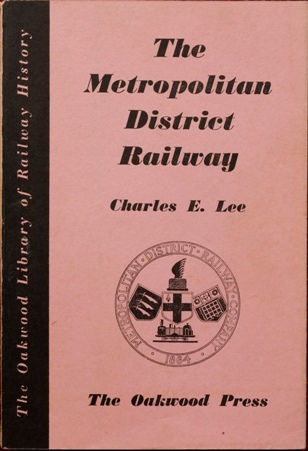 The Oakwood Library of Railway History
The
Metropolitan
District
Railway
Charles E. Lee
METROPOLITAN · DISTRICT · RAILWAY · COMPANY
· 1864 ·
The Oakwood Press